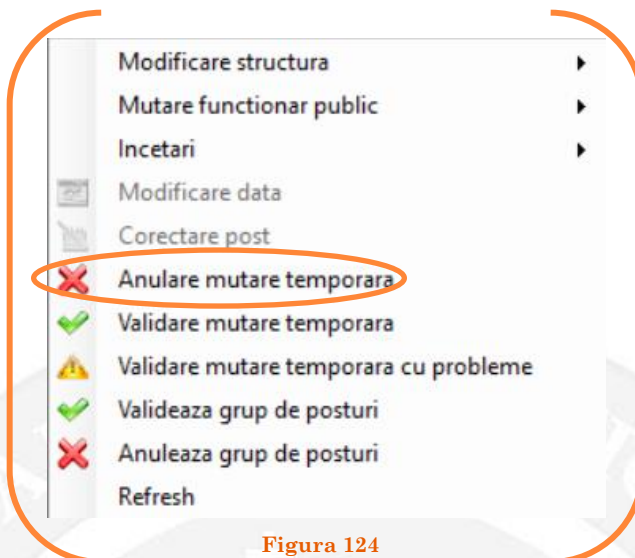 Modificare structura
Mutare functionar public
Incetari
Modificare data
Corectare post
Anulare mutare temporara
Validare mutare temporara
Validare mutare temporara cu probleme
Valideaza grup de posturi
Anuleaza grup de posturi
Refresh
Figura 124